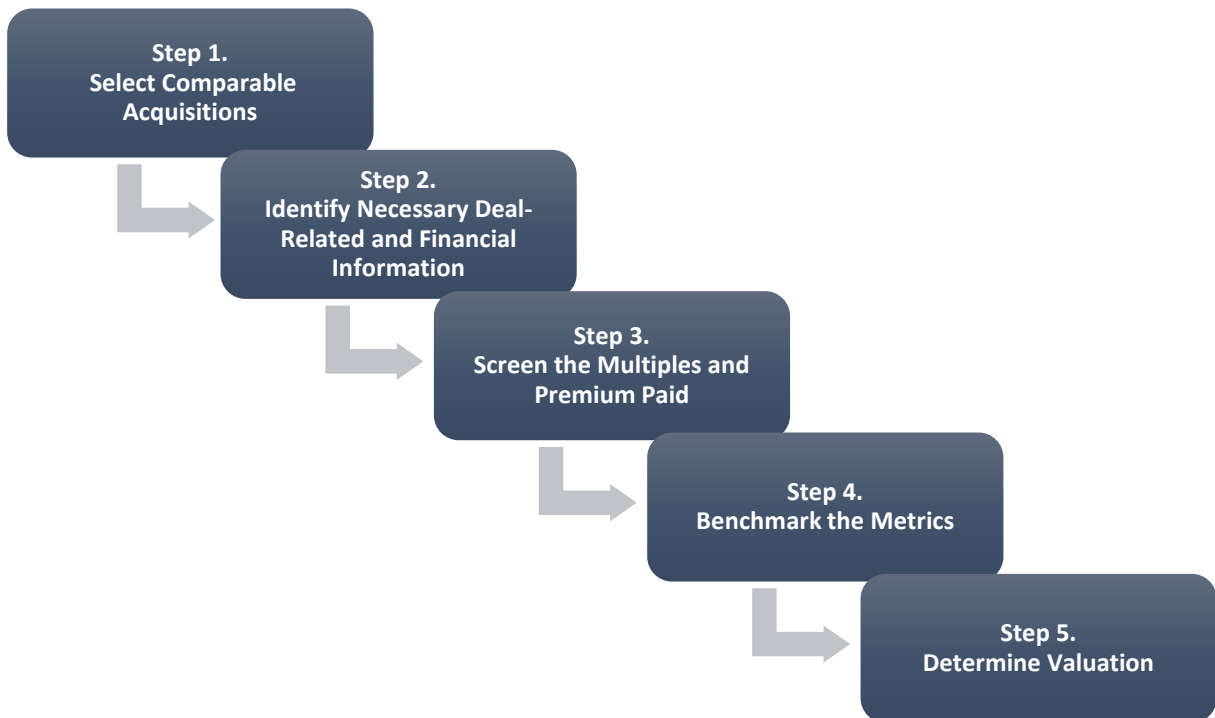 Step 1.
Select Comparable
Acquisitions
Step 2.
Identify Necessary Deal-
Related and Financial
Information
Step 3.
Screen the Multiples and
Premium Paid
Step 4.
Benchmark the Metrics
Step 5.
Determine Valuation